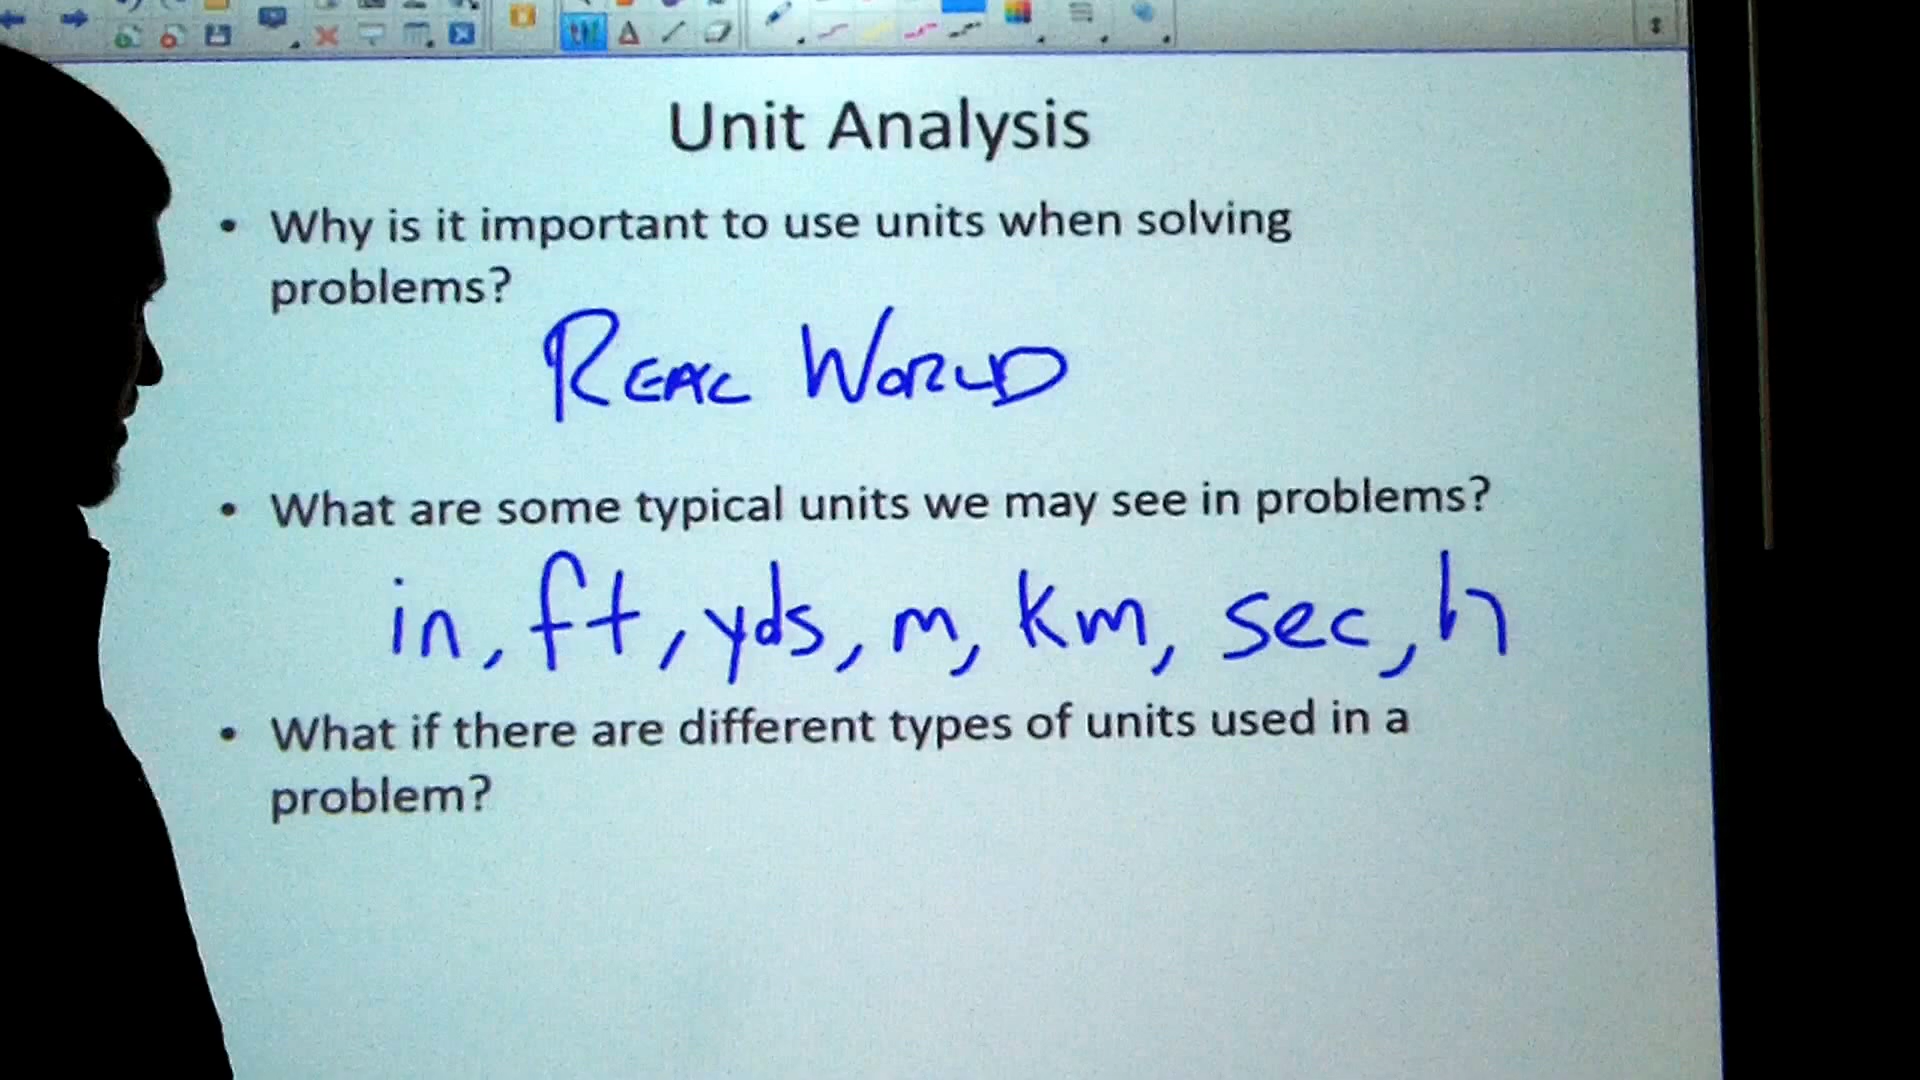 Unit Analysis
• Why is it important to use units when solving
problems?
REAL WORLD
• What are some typical units we may see in problems?
in, ft, yds, m, km, sec, h
• What if there are different types of units used in a
problem?